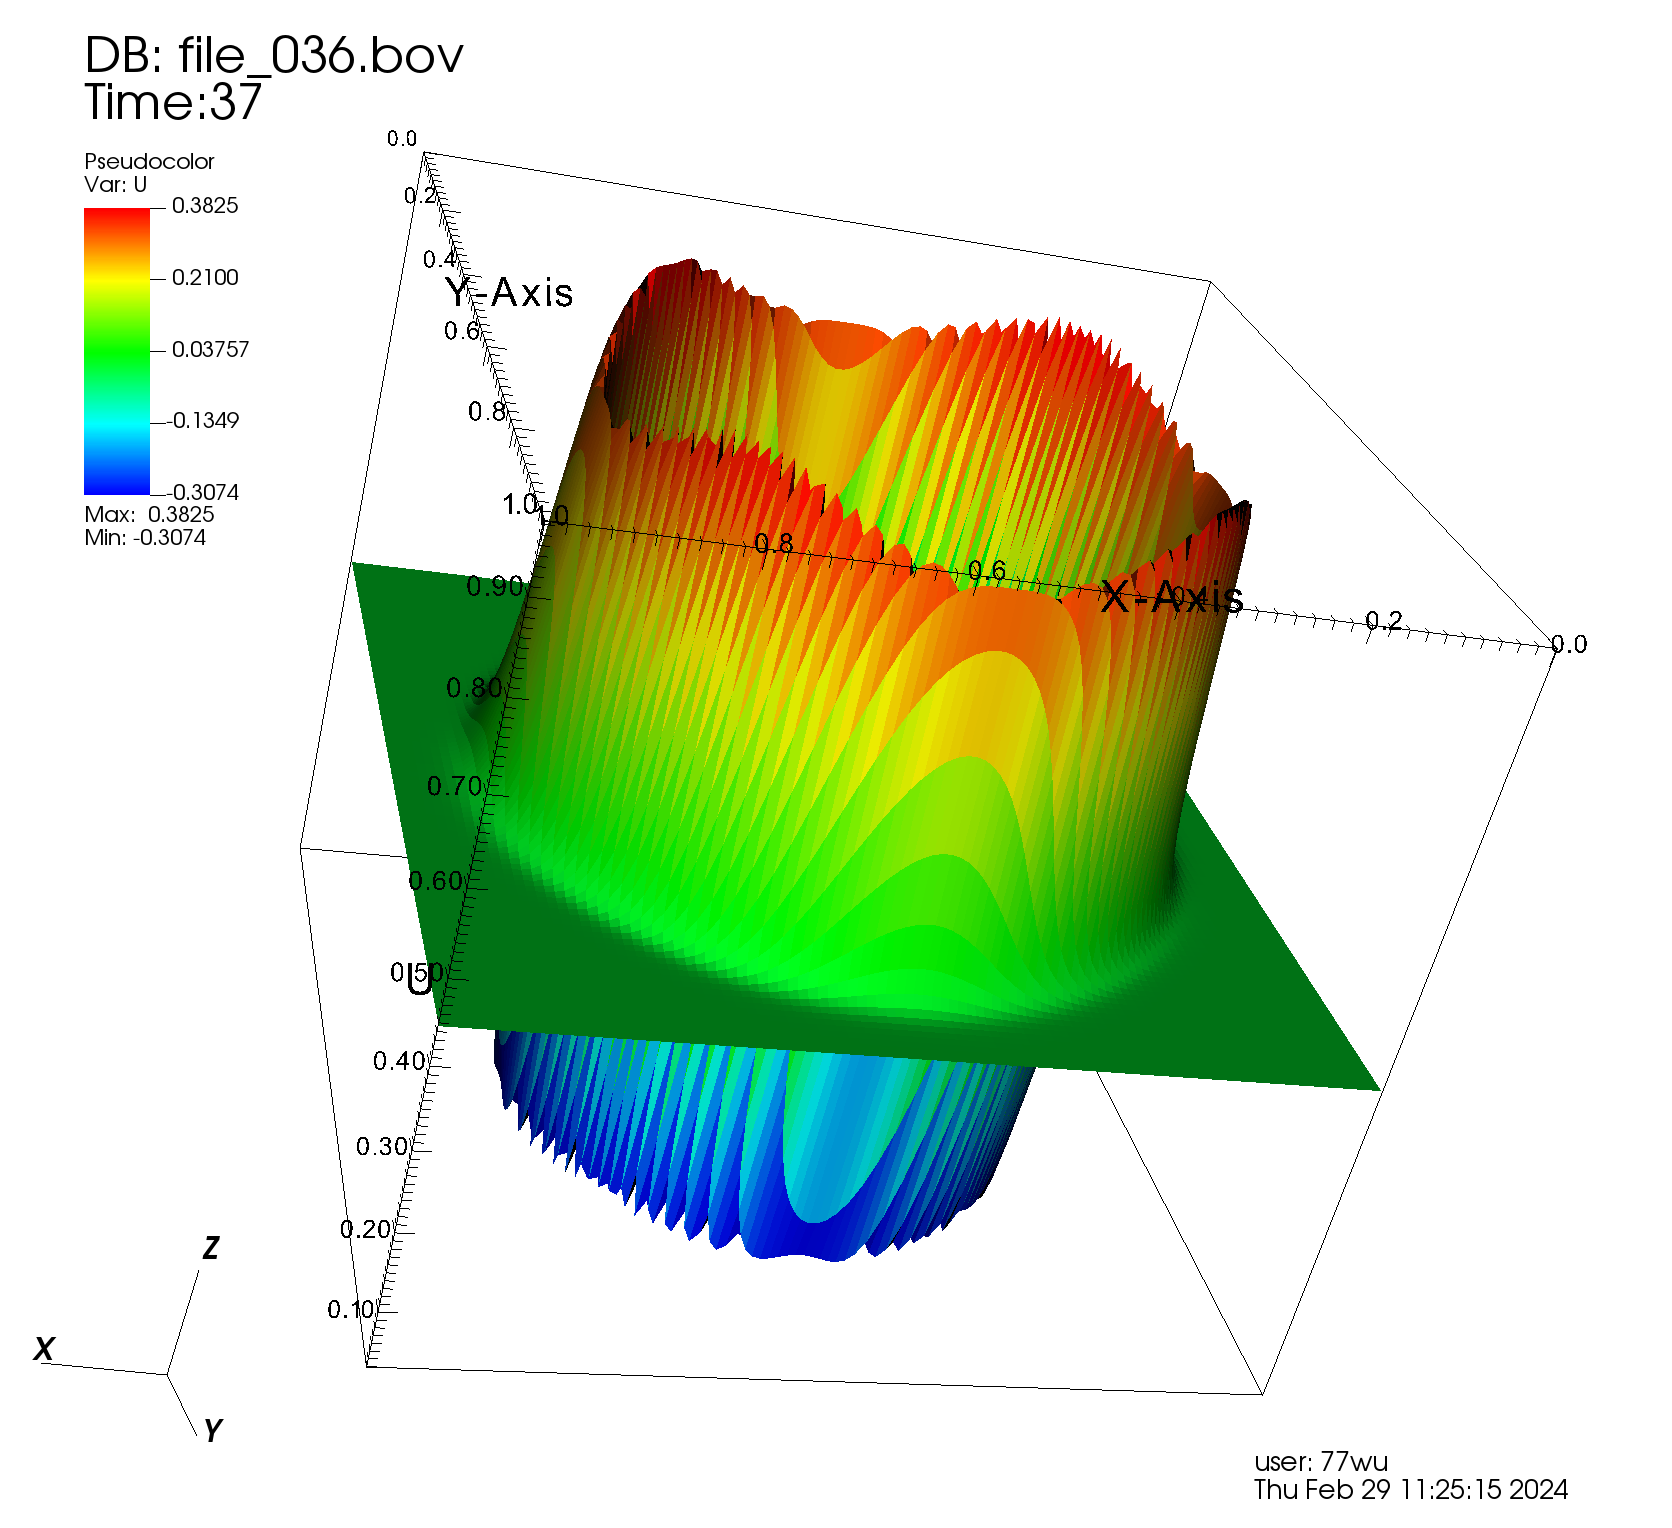 DB: file_036.bov
Time:37
Pseudocolor
Var: U
0.3825
0.2100
0.03757
-0.1349
-0.3074
Max: 0.3825
Min: -0.3074
0.0
0.2
0.4
Y-Axis
0.6
0.8
1.0
1.0
0.8
0.6
0.4
X-Axis
0.2
0.0
0.90
0.80
0.70
0.60
0.50
U
0.40
0.30
0.20
0.10
Z
X
Y
user: 77wu
Thu Feb 29 11:25:15 2024